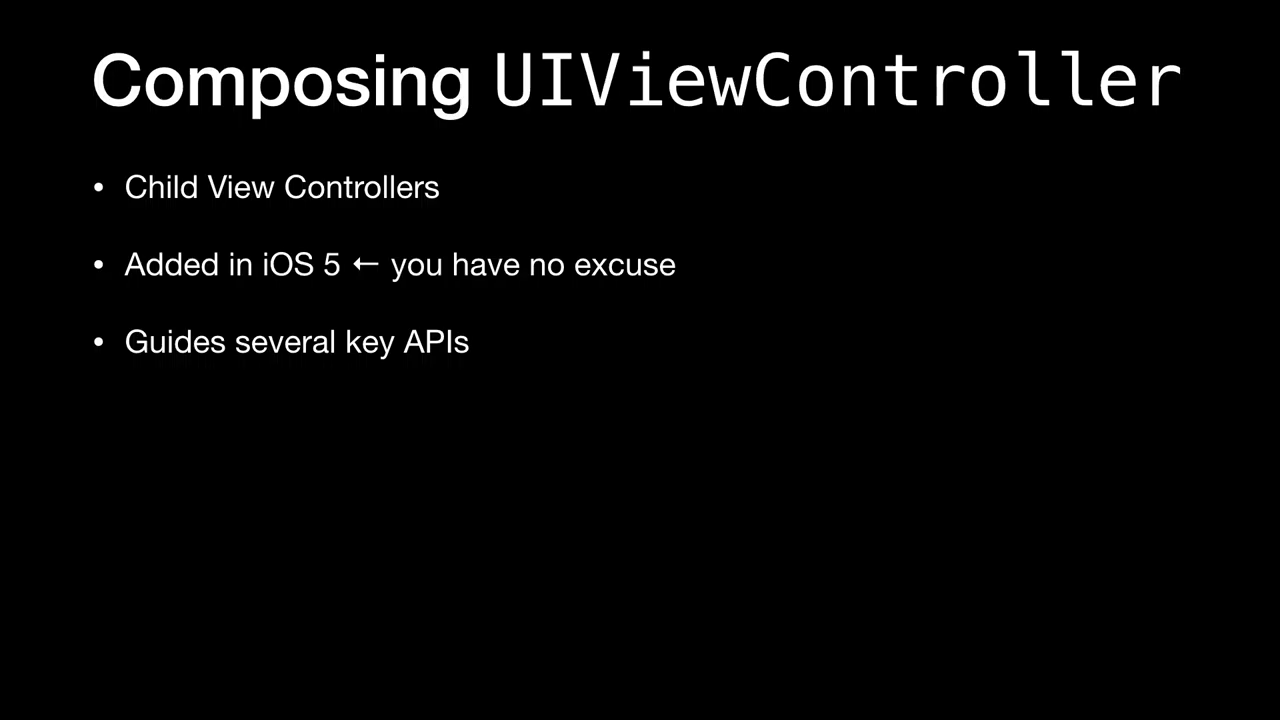 Composing UIViewController
• Child View Controllers
• Added in iOS 5 ← you have no excuse
• Guides several key APIs